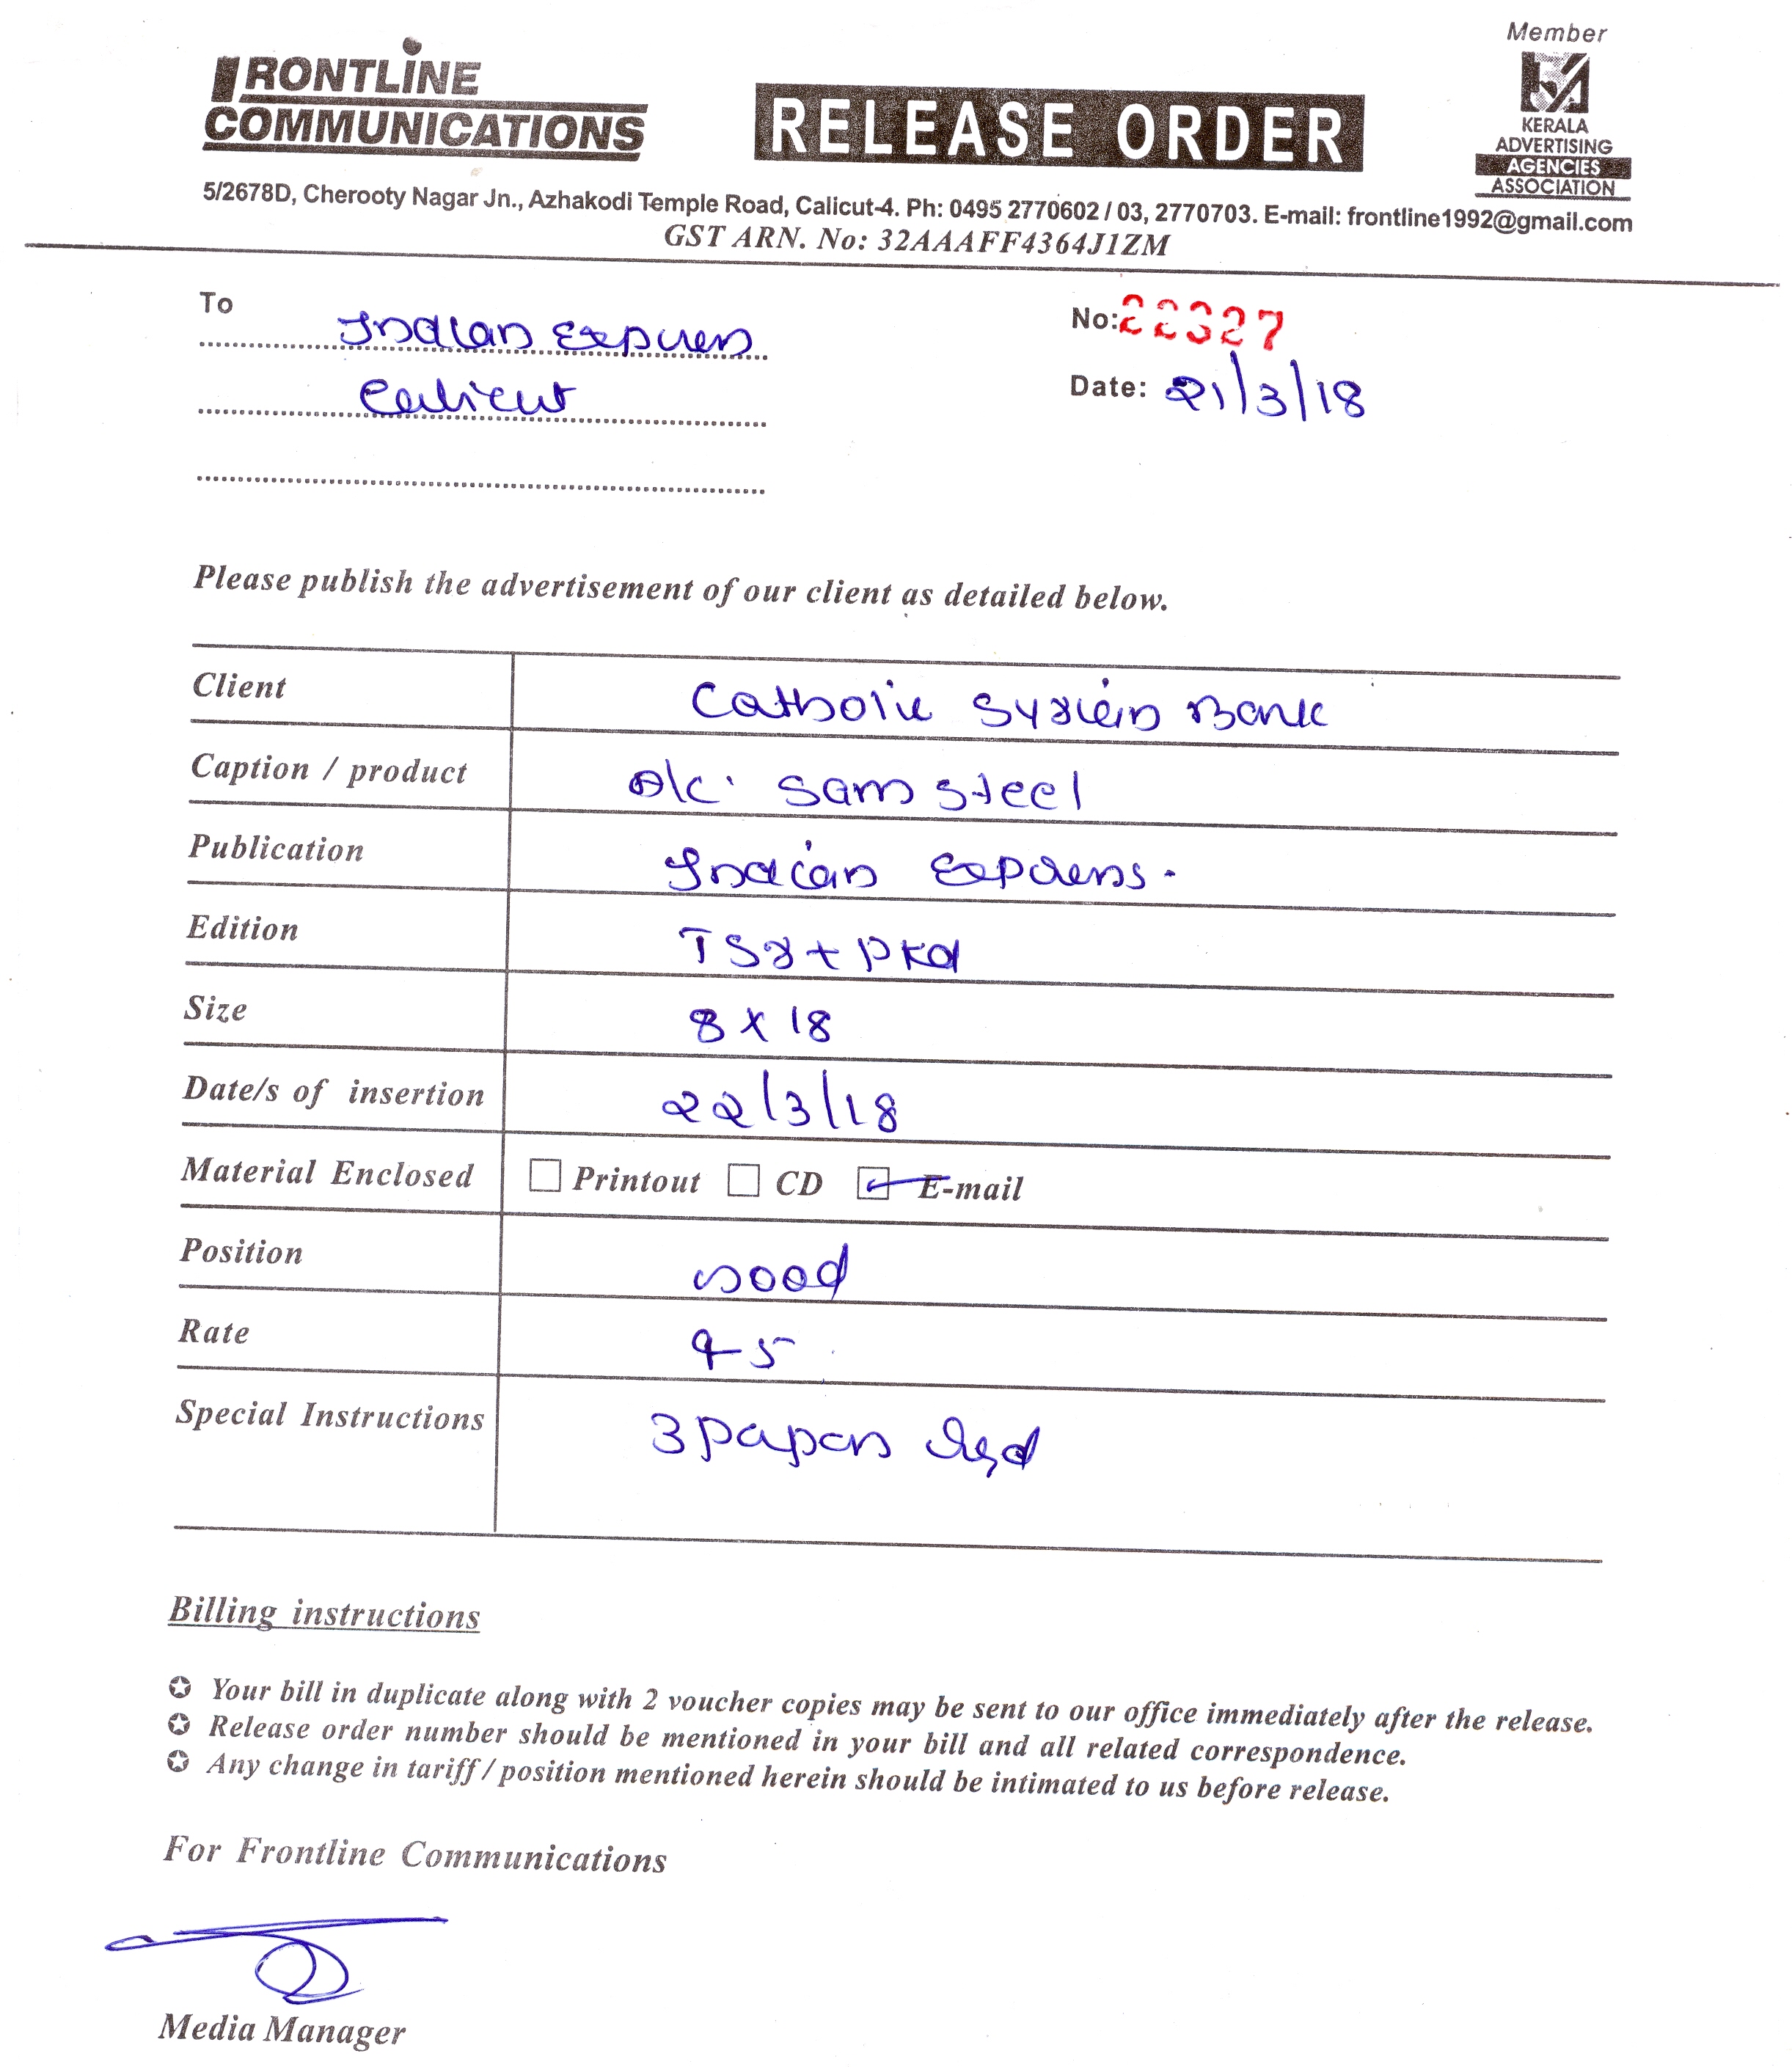 Member
FRONTLINE
COMMUNICATIONS
RELEASE ORDER
KERALA
ADVERTISING
AGENCIES
ASSOCIATION
5/2678D, Cherooty Nagar Jn., Azhakodi Temple Road, Calicut-4. Ph: 0495 2770602 / 03, 2770703. E-mail: frontline1992@gmail.com
GST ARN. No: 32AAAFF4364J1ZM
To Indian Express
Calicut
No: 22327
Date: 21/3/18
Please publish the advertisement of our client as detailed below.
Client Catholic Syrien Bank
Caption / product A/c. Sam Steel
Publication Indian Express.
Edition TSR + PKd
Size 8 X 18
Date/s of insertion 22/3/18
Material Enclosed Printout CD E-mail
Position Good
Rate 95
Special Instructions 3 papers
Billing instructions
✪ Your bill in duplicate along with 2 voucher copies may be sent to our office immediately after the release.
✪ Release order number should be mentioned in your bill and all related correspondence.
✪ Any change in tariff / position mentioned herein should be intimated to us before release.
For Frontline Communications
Media Manager